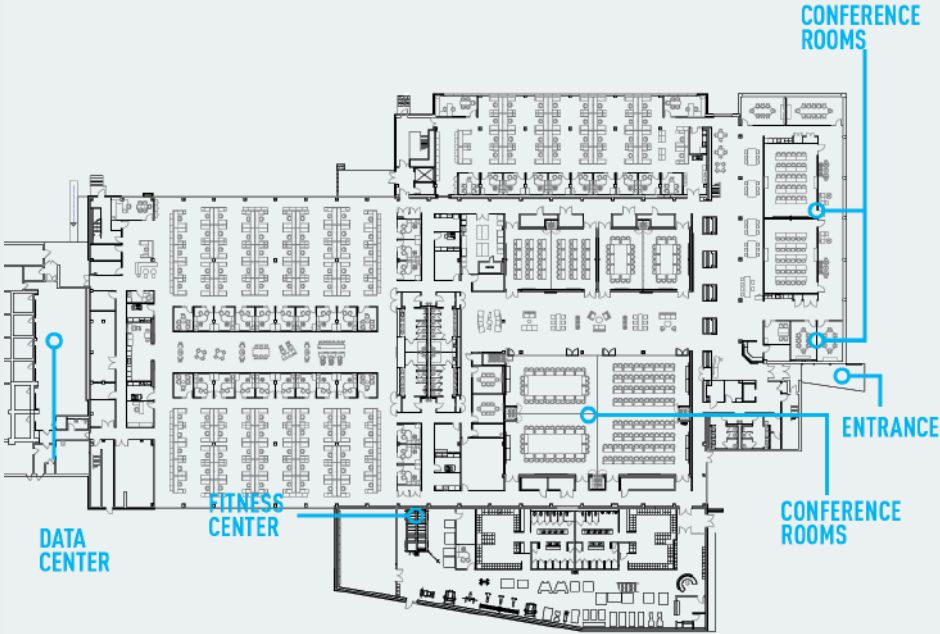 CONFERENCE
ROOMS
ENTRANCE
FITNESS
CENTER
CONFERENCE
ROOMS
DATA
CENTER